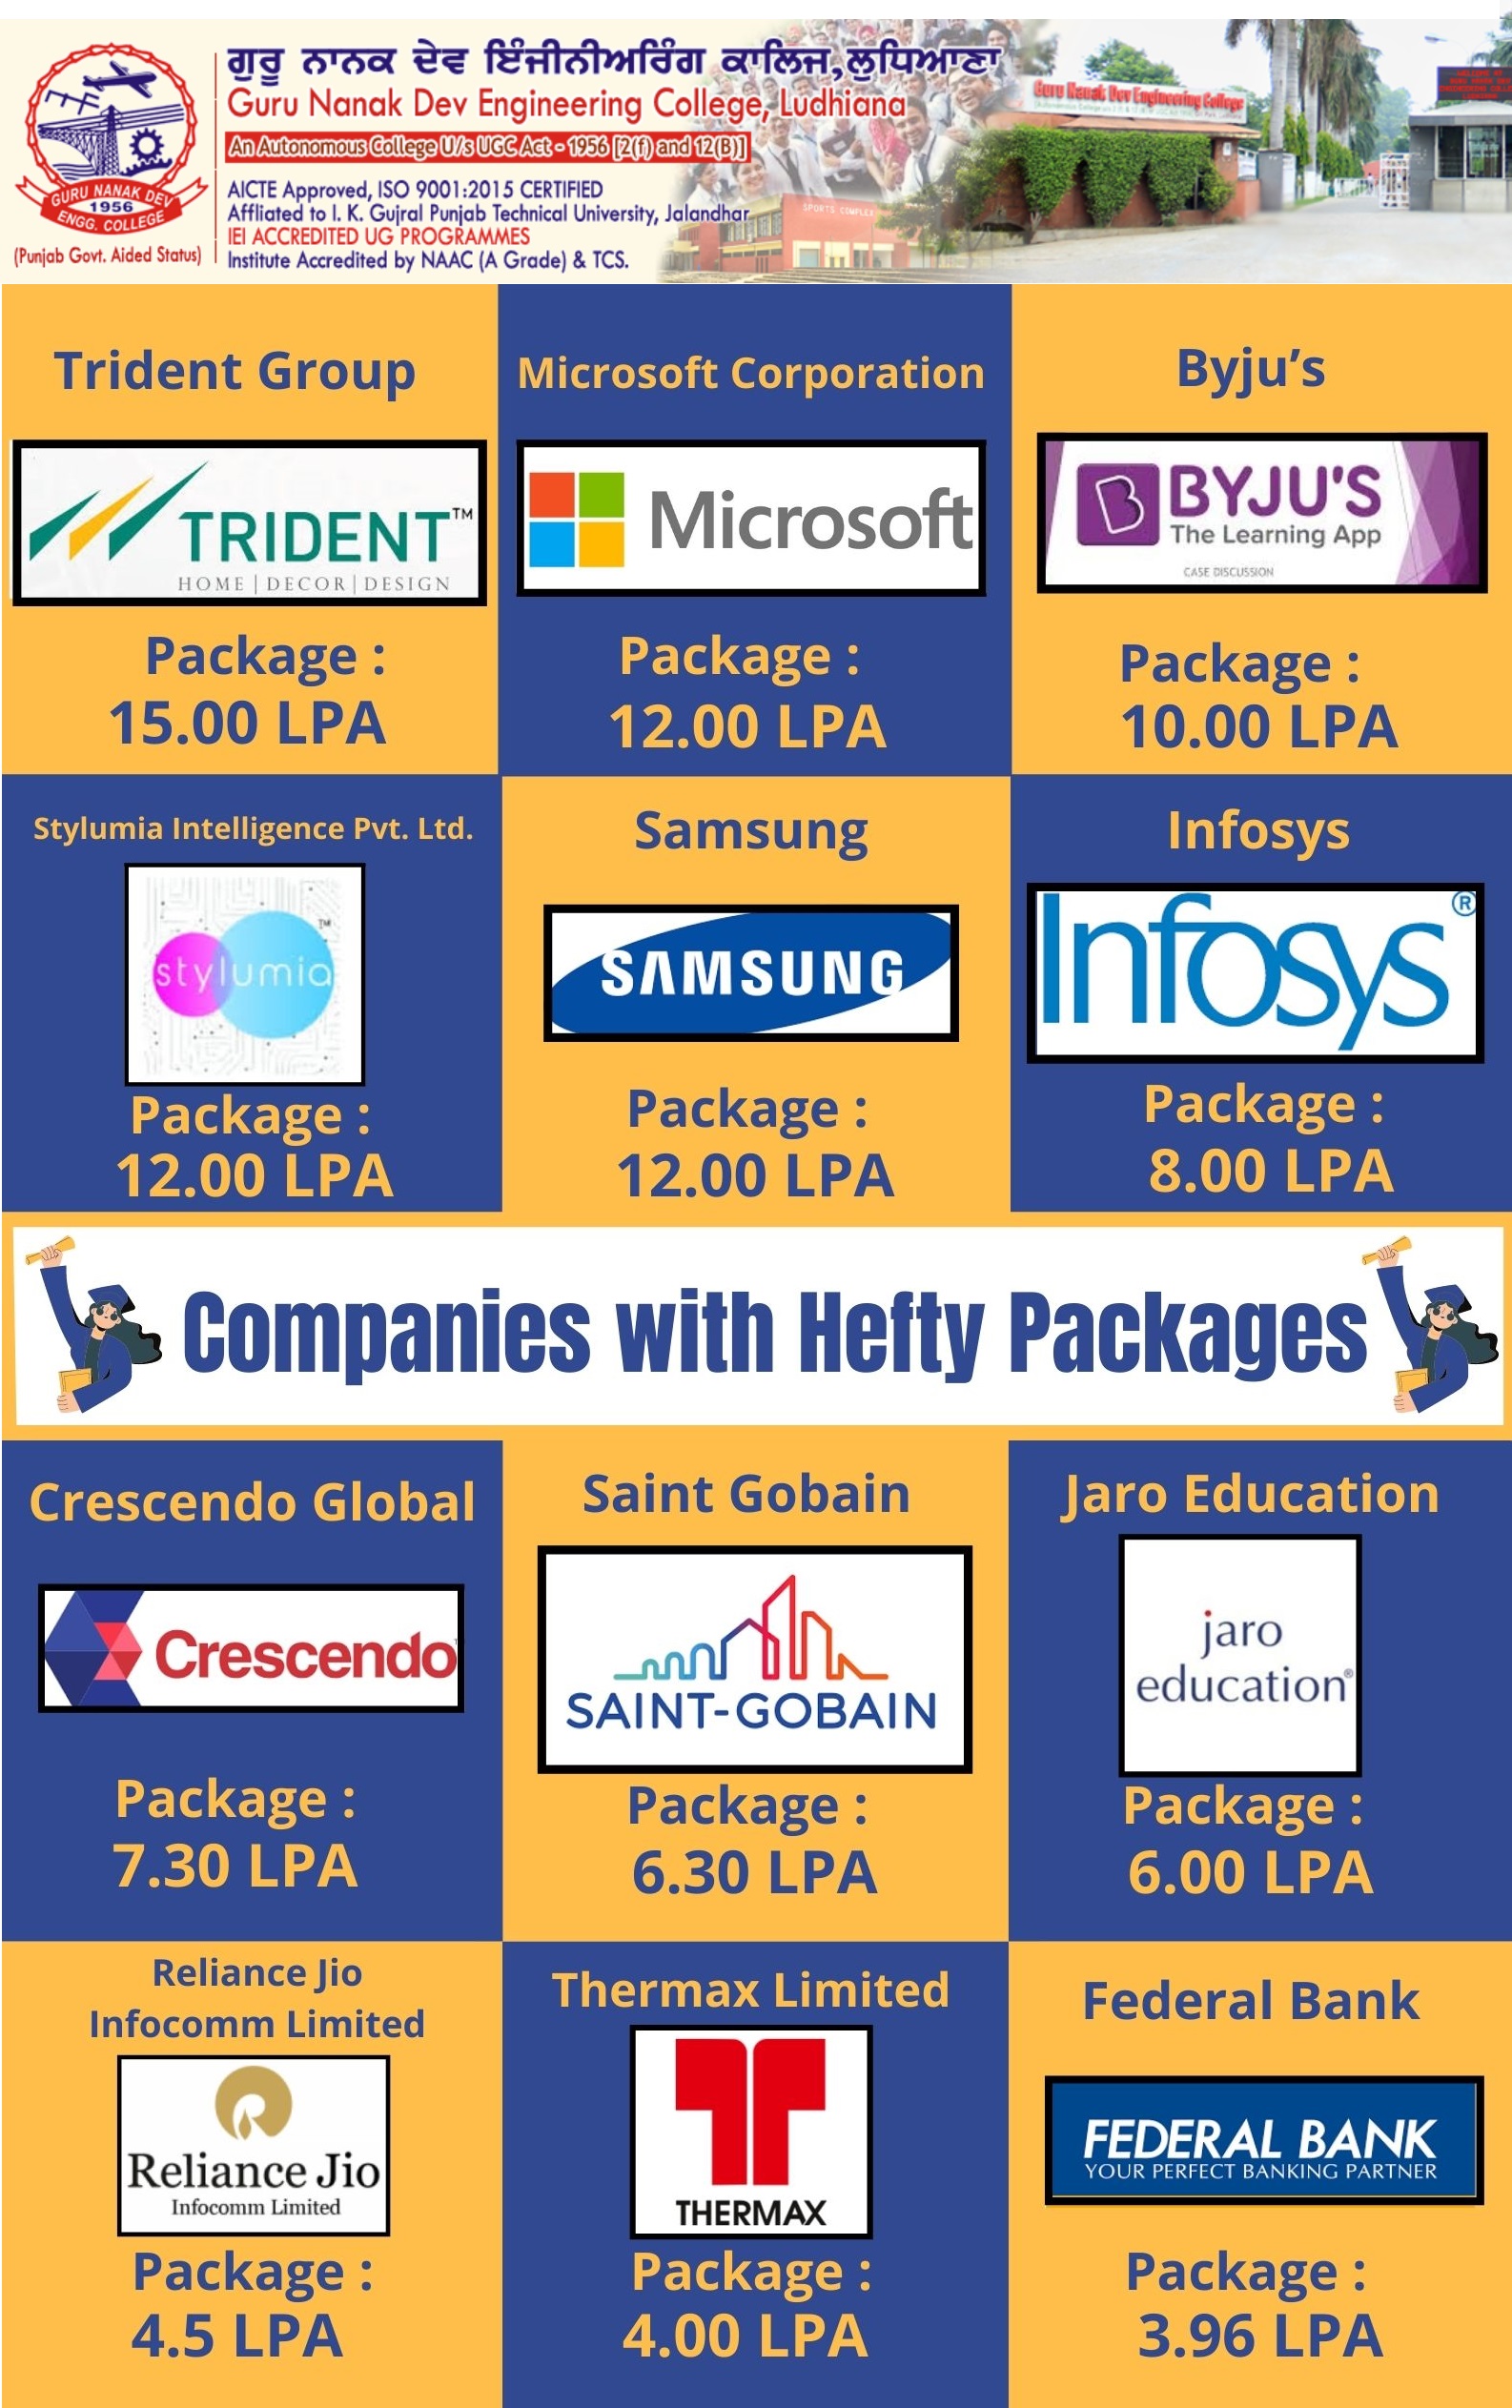 ਗੁਰੂ ਨਾਨਕ ਦੇਵ ਇੰਜੀਨੀਅਰਿੰਗ ਕਾਲਿਜ,ਲੁਧਿਆਣਾ
Guru Nanak Dev Engineering College, Ludhiana
An Autonomous College U/s UGC Act - 1956 [2(f) and 12(B)]
AICTE Approved, ISO 9001:2015 CERTIFIED
Affliated to I. K. Gujral Punjab Technical University, Jalandhar
IEI ACCREDITED UG PROGRAMMES
Institute Accredited by NAAC (A Grade) & TCS.
GURU NANAK DEV
1956
ENGG. COLLEGE
(Punjab Govt. Aided Status)
Guru Nanak Dev Engineering College
SPORTS COMPLEX
Trident Group
TRIDENT™
HOME | DECOR | DESIGN
Package :
15.00 LPA
Microsoft Corporation
Microsoft
Package :
12.00 LPA
Byju’s
BYJU'S
The Learning App
CASE DISCUSSION
Package :
10.00 LPA
Stylumia Intelligence Pvt. Ltd.
stylumia™
Package :
12.00 LPA
Samsung
SAMSUNG
Package :
12.00 LPA
Infosys
Infosys®
Package :
8.00 LPA
Companies with Hefty Packages
Crescendo Global
Crescendo
Package :
7.30 LPA
Saint Gobain
SAINT-GOBAIN
Package :
6.30 LPA
Jaro Education
jaro
education®
Package :
6.00 LPA
Reliance Jio
Infocomm Limited
Reliance Jio
Infocomm Limited
Package :
4.5 LPA
Thermax Limited
THERMAX
Package :
4.00 LPA
Federal Bank
FEDERAL BANK
YOUR PERFECT BANKING PARTNER
Package :
3.96 LPA